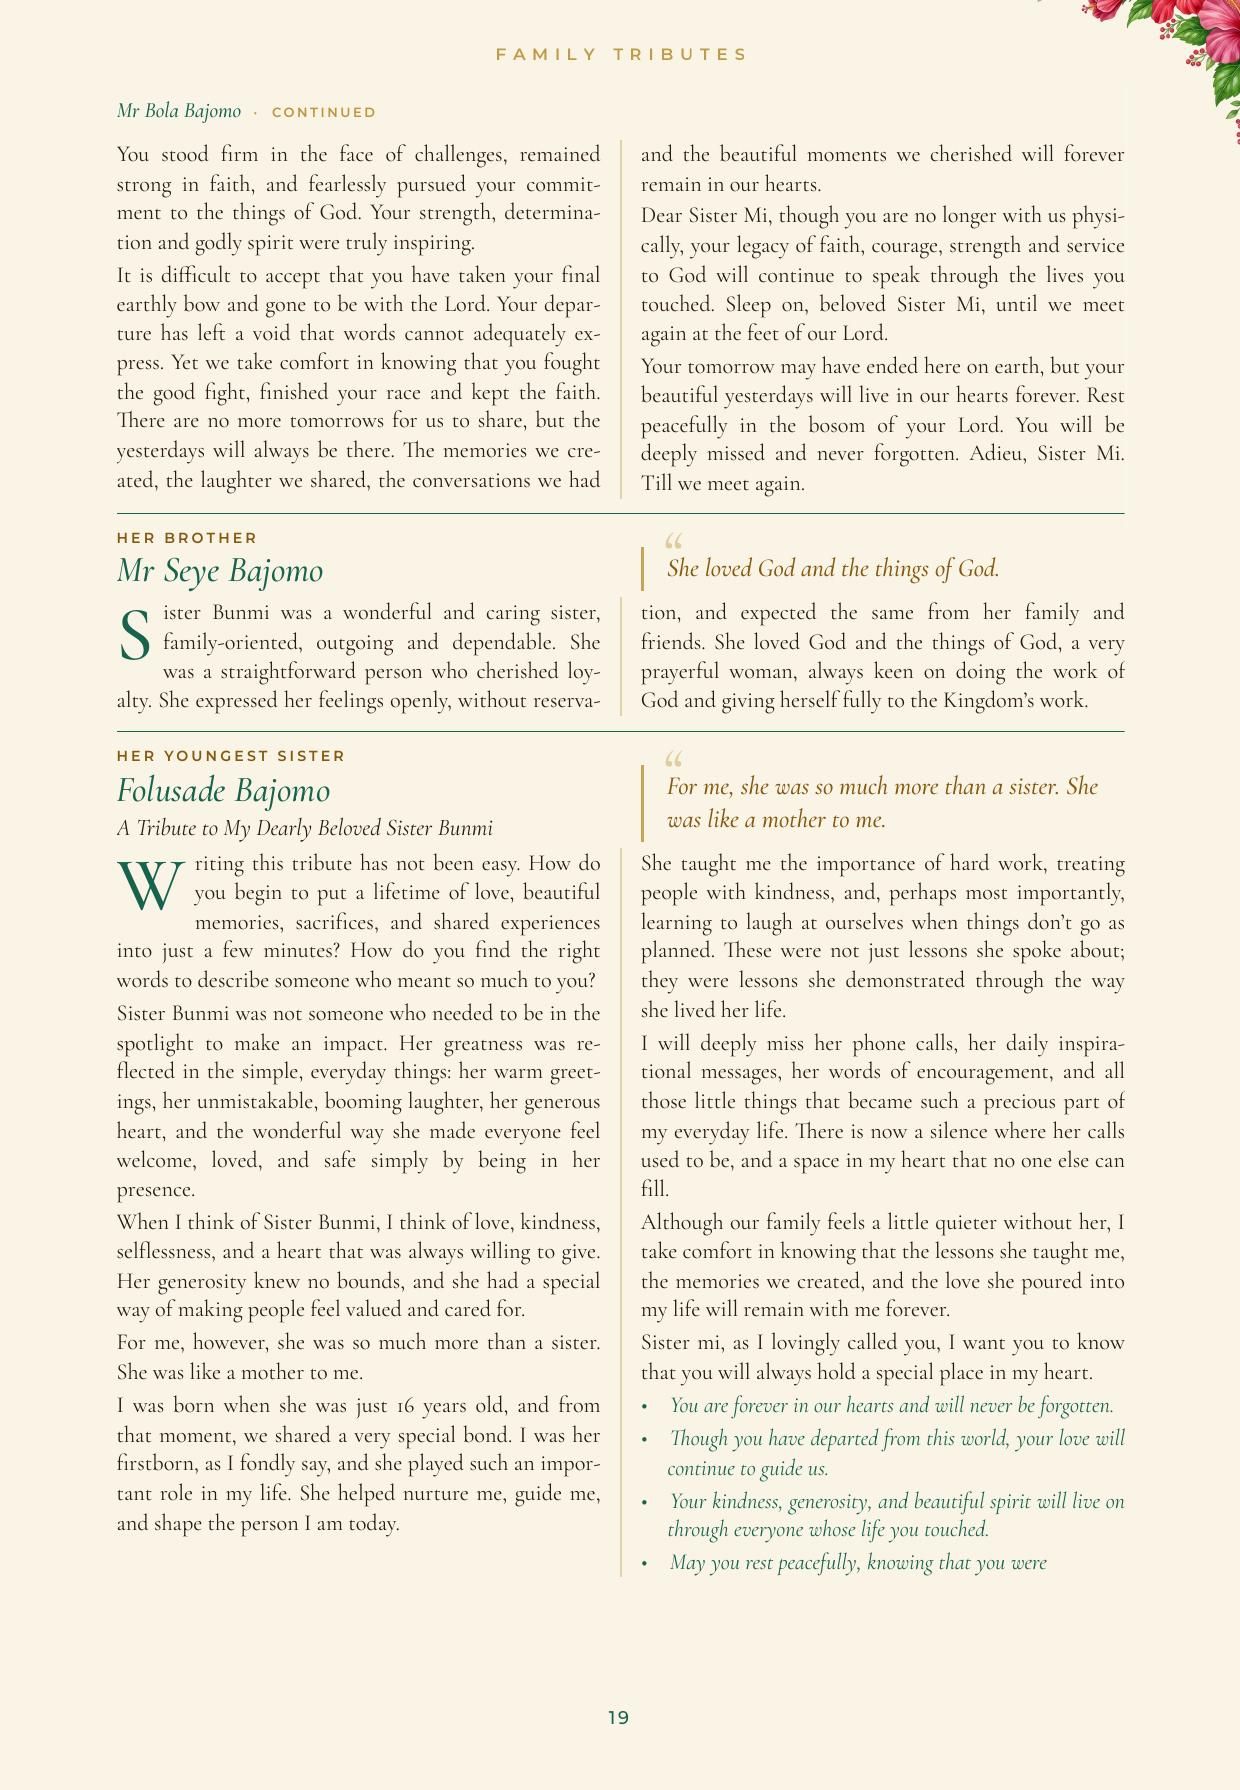 FAMILY TRIBUTES
Mr Bola Bajomo · CONTINUED
You stood firm in the face of challenges, remained
strong in faith, and fearlessly pursued your commit-
ment to the things of God. Your strength, determina-
tion and godly spirit were truly inspiring.
It is difficult to accept that you have taken your final
earthly bow and gone to be with the Lord. Your depar-
ture has left a void that words cannot adequately ex-
press. Yet we take comfort in knowing that you fought
the good fight, finished your race and kept the faith.
There are no more tomorrows for us to share, but the
yesterdays will always be there. The memories we cre-
ated, the laughter we shared, the conversations we had
and the beautiful moments we cherished will forever
remain in our hearts.
Dear Sister Mi, though you are no longer with us physi-
cally, your legacy of faith, courage, strength and service
to God will continue to speak through the lives you
touched. Sleep on, beloved Sister Mi, until we meet
again at the feet of our Lord.
Your tomorrow may have ended here on earth, but your
beautiful yesterdays will live in our hearts forever. Rest
peacefully in the bosom of your Lord. You will be
deeply missed and never forgotten. Adieu, Sister Mi.
Till we meet again.
HER BROTHER
Mr Seye Bajomo
“
She loved God and the things of God.
Sister Bunmi was a wonderful and caring sister,
family-oriented, outgoing and dependable. She
was a straightforward person who cherished loy-
alty. She expressed her feelings openly, without reserva-
tion, and expected the same from her family and
friends. She loved God and the things of God, a very
prayerful woman, always keen on doing the work of
God and giving herself fully to the Kingdom’s work.
HER YOUNGEST SISTER
Folusade Bajomo
A Tribute to My Dearly Beloved Sister Bunmi
“
For me, she was so much more than a sister. She
was like a mother to me.
Writing this tribute has not been easy. How do
you begin to put a lifetime of love, beautiful
memories, sacrifices, and shared experiences
into just a few minutes? How do you find the right
words to describe someone who meant so much to you?
Sister Bunmi was not someone who needed to be in the
spotlight to make an impact. Her greatness was re-
flected in the simple, everyday things: her warm greet-
ings, her unmistakable, booming laughter, her generous
heart, and the wonderful way she made everyone feel
welcome, loved, and safe simply by being in her
presence.
When I think of Sister Bunmi, I think of love, kindness,
selflessness, and a heart that was always willing to give.
Her generosity knew no bounds, and she had a special
way of making people feel valued and cared for.
For me, however, she was so much more than a sister.
She was like a mother to me.
I was born when she was just 16 years old, and from
that moment, we shared a very special bond. I was her
firstborn, as I fondly say, and she played such an impor-
tant role in my life. She helped nurture me, guide me,
and shape the person I am today.
She taught me the importance of hard work, treating
people with kindness, and, perhaps most importantly,
learning to laugh at ourselves when things don’t go as
planned. These were not just lessons she spoke about;
they were lessons she demonstrated through the way
she lived her life.
I will deeply miss her phone calls, her daily inspira-
tional messages, her words of encouragement, and all
those little things that became such a precious part of
my everyday life. There is now a silence where her calls
used to be, and a space in my heart that no one else can
fill.
Although our family feels a little quieter without her, I
take comfort in knowing that the lessons she taught me,
the memories we created, and the love she poured into
my life will remain with me forever.
Sister mi, as I lovingly called you, I want you to know
that you will always hold a special place in my heart.
• You are forever in our hearts and will never be forgotten.
• Though you have departed from this world, your love will
continue to guide us.
• Your kindness, generosity, and beautiful spirit will live on
through everyone whose life you touched.
• May you rest peacefully, knowing that you were
19